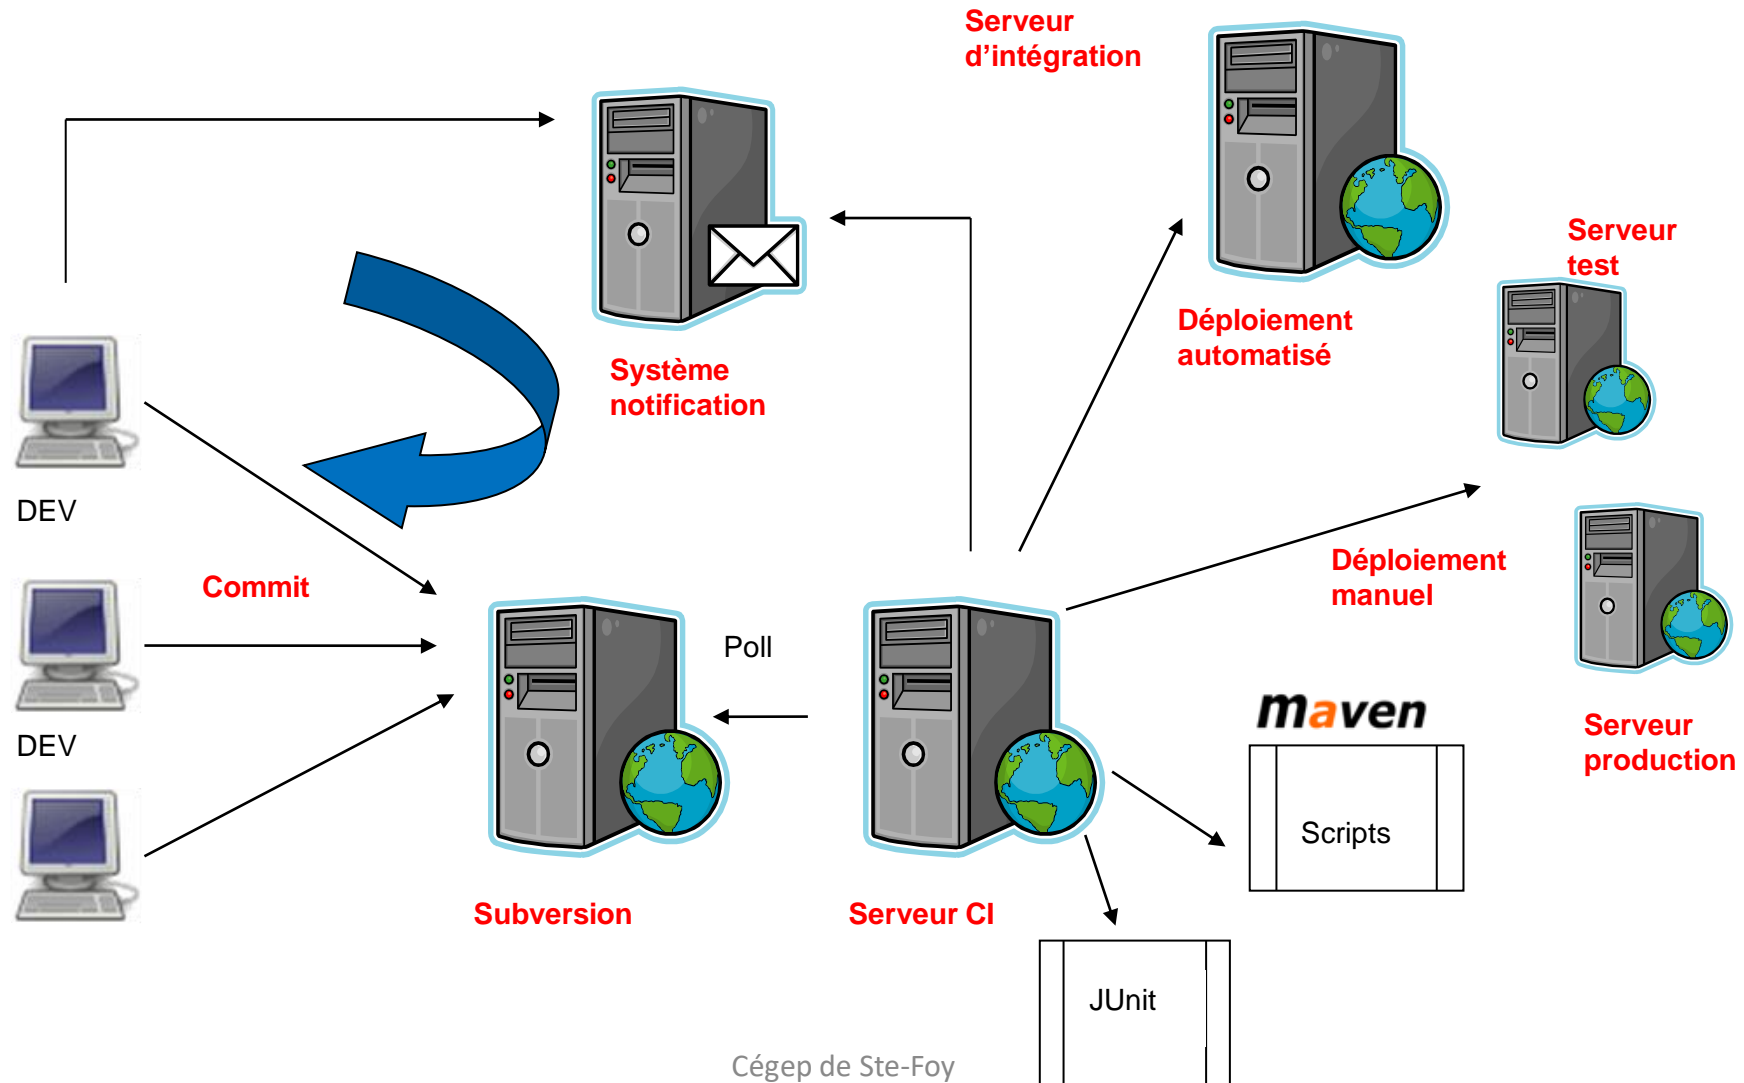 Serveur
d’intégration
Serveur
test
Déploiement
automatisé
Système
notification
DEV
Déploiement
manuel
Commit
Poll
maven
DEV
Serveur
production
Scripts
Subversion
Serveur CI
JUnit
Cégep de Ste-Foy